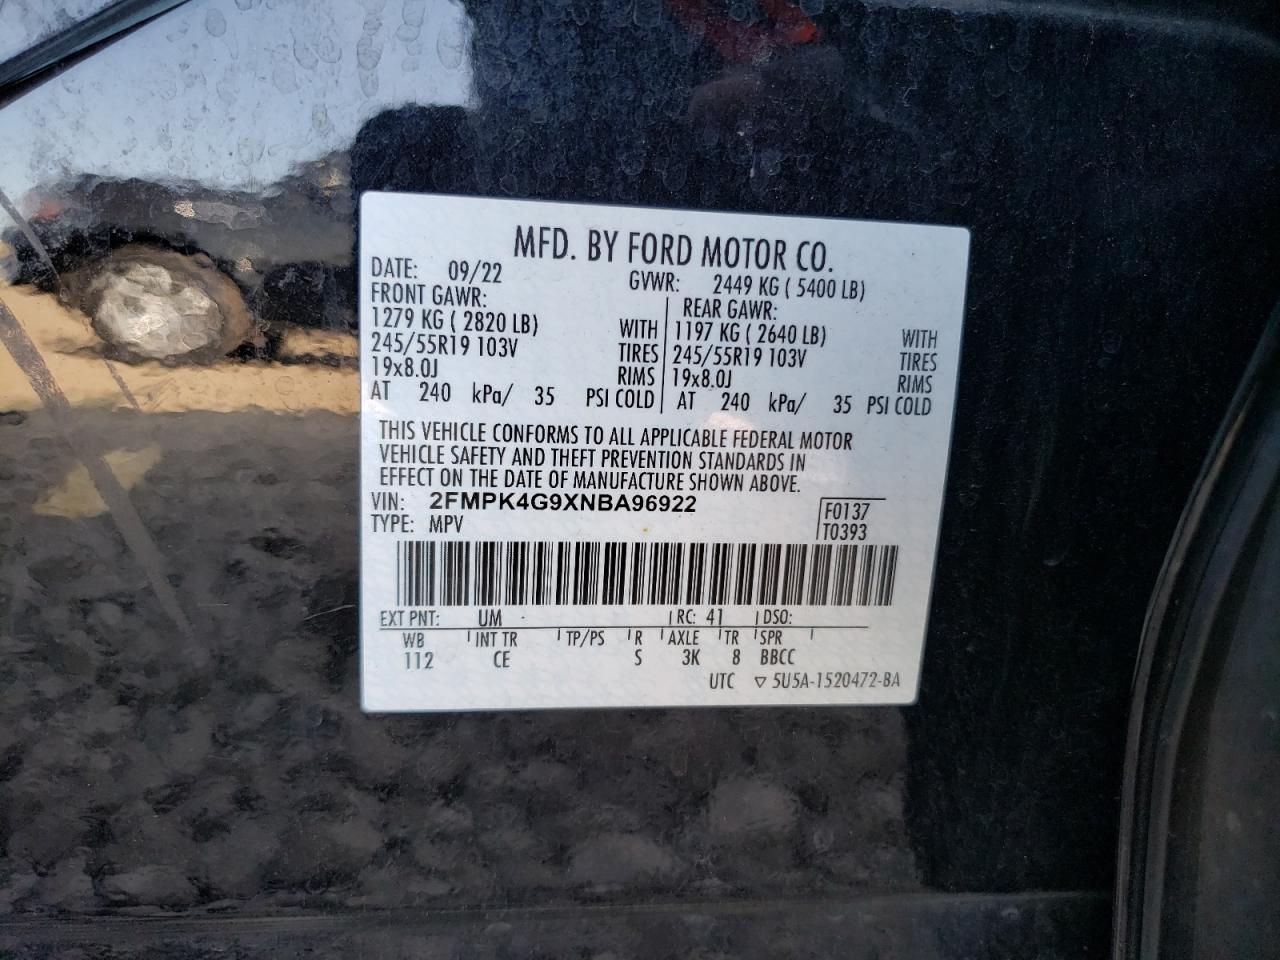 MFD. BY FORD MOTOR CO.
DATE: 09/22 GVWR: 2449 KG ( 5400 LB)
FRONT GAWR: REAR GAWR:
1279 KG ( 2820 LB) WITH 1197 KG ( 2640 LB) WITH
245/55R19 103V TIRES 245/55R19 103V TIRES
19x8.0J RIMS 19x8.0J RIMS
AT 240 kPa/ 35 PSI COLD AT 240 kPa/ 35 PSI COLD
THIS VEHICLE CONFORMS TO ALL APPLICABLE FEDERAL MOTOR
VEHICLE SAFETY AND THEFT PREVENTION STANDARDS IN
EFFECT ON THE DATE OF MANUFACTURE SHOWN ABOVE.
VIN: 2FMPK4G9XNBA96922 F0137
TYPE: MPV T0393
EXT PNT: UM RC: 41 DSO:
WB INT TR TP/PS R AXLE TR SPR
112 CE S 3K 8 BBCC
UTC ▽ 5U5A-1520472-BA